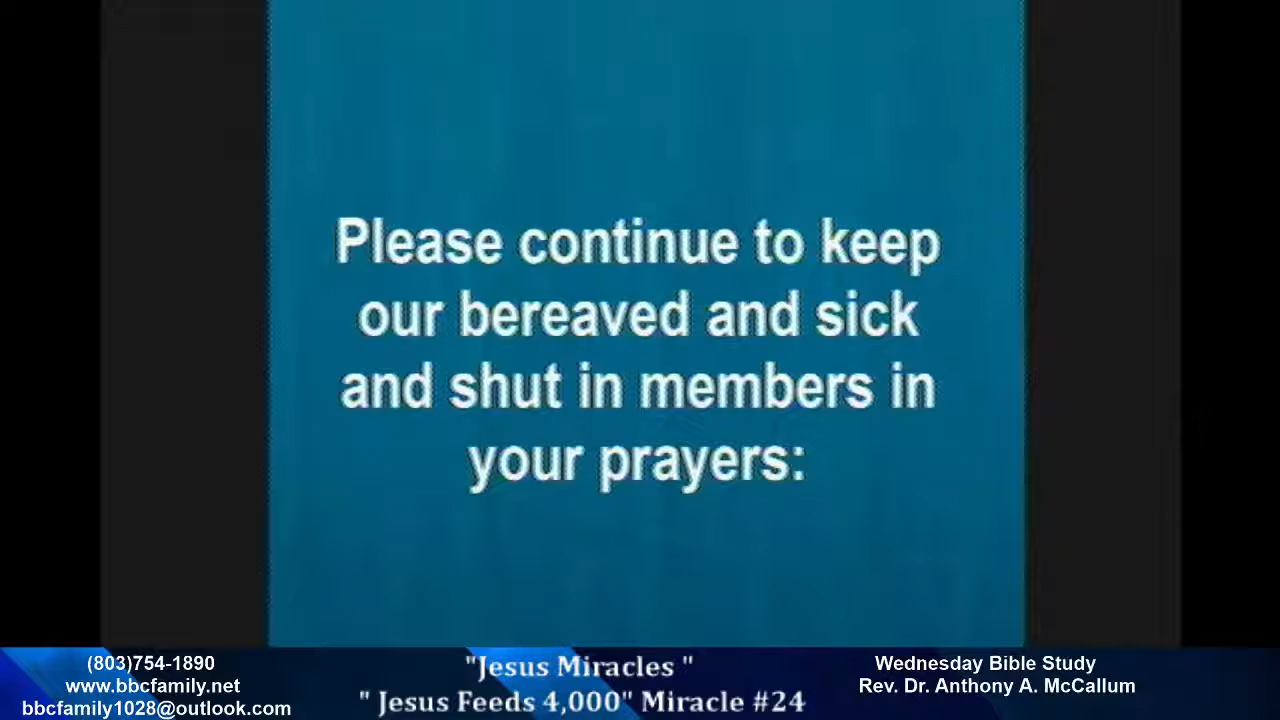 Please continue to keep
our bereaved and sick
and shut in members in
your prayers:
(803)754-1890
www.bbcfamily.net
bbcfamily1028@outlook.com
"Jesus Miracles "
" Jesus Feeds 4,000" Miracle #24
Wednesday Bible Study
Rev. Dr. Anthony A. McCallum